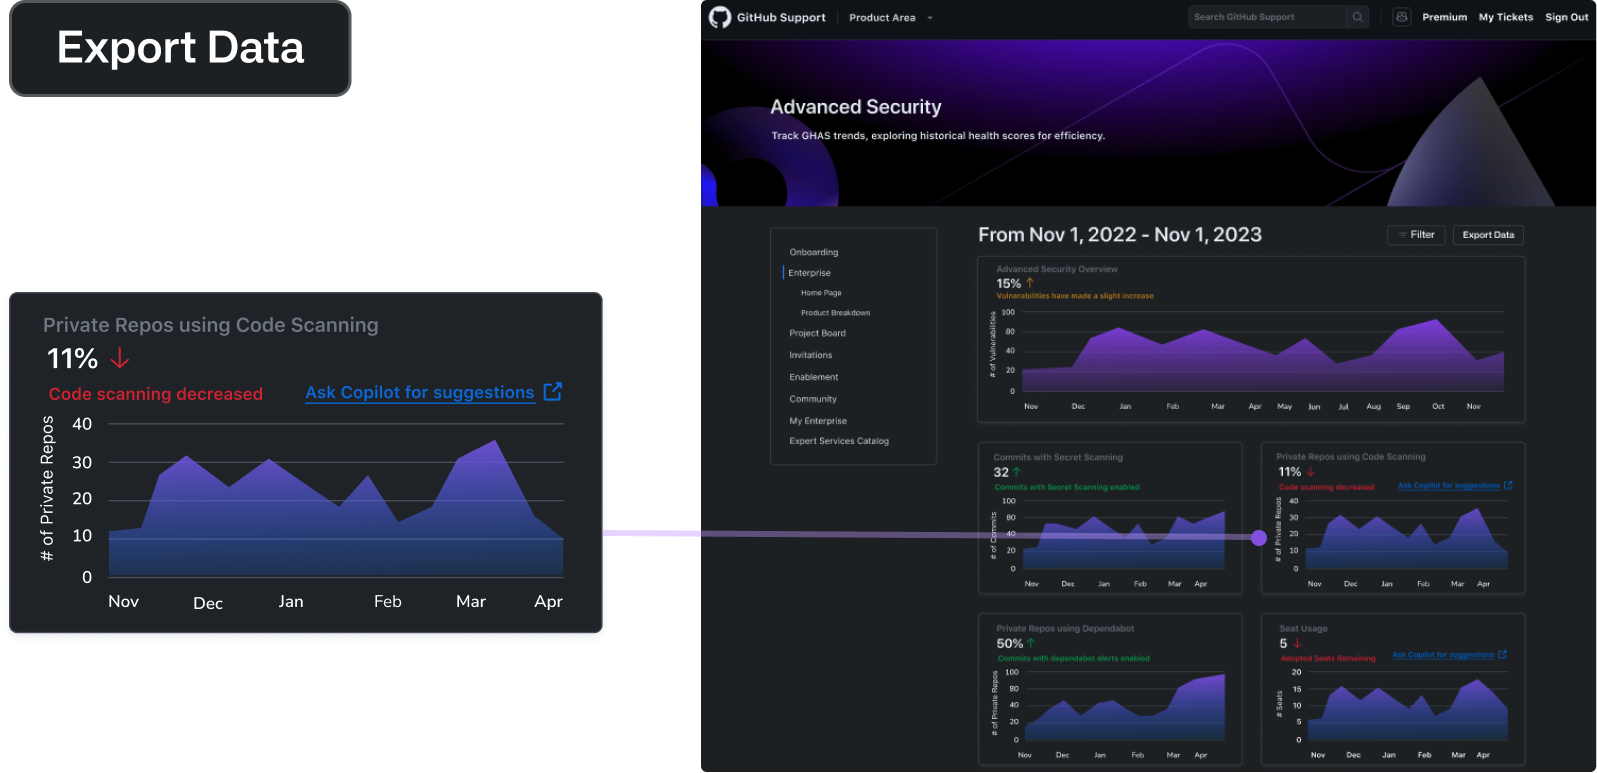 Export Data
Private Repos using Code Scanning
11%
Code scanning decreased
Ask Copilot for suggestions
# of Private Repos
40
30
20
10
0
Nov Dec Jan Feb Mar Apr
GitHub Support
Product Area
Search GitHub Support
Premium
My Tickets
Sign Out
Advanced Security
Track GHAS trends, exploring historical health scores for efficiency.
Onboarding
Enterprise
Home Page
Product Breakdown
Project Board
Invitations
Enablement
Community
My Enterprise
Expert Services Catalog
From Nov 1, 2022 - Nov 1, 2023
Filter
Export Data
Advanced Security Overview
15%
Vulnerabilities have made a slight increase
# of Vulnerabilities
100
80
40
20
0
Nov Dec Jan Feb Mar Apr May Jun Jul Aug Sep Oct Nov
Commits with Secret Scanning
32
Commits with Secret Scanning enabled
# of Commits
100
80
40
20
0
Nov Dec Jan Feb Mar Apr
Private Repos using Code Scanning
11%
Code scanning decreased
Ask Copilot for suggestions
# of Private Repos
40
30
20
10
0
Nov Dec Jan Feb Mar Apr
Private Repos using Dependabot
50%
Commits with dependabot alerts enabled
# of Private Repos
100
80
40
20
0
Nov Dec Jan Feb Mar Apr
Seat Usage
5
Adopted Seats Remaining
Ask Copilot for suggestions
# Seats
20
15
10
5
0
Nov Dec Jan Feb Mar Apr